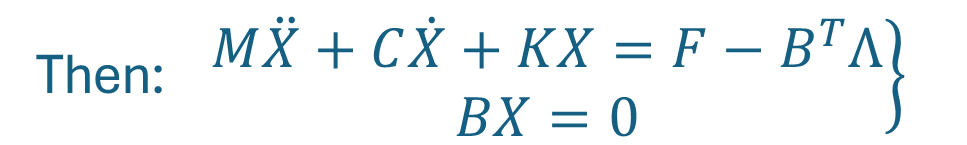 Then: MẌ + CẊ + KX = F − BᵀΛ}
BX = 0